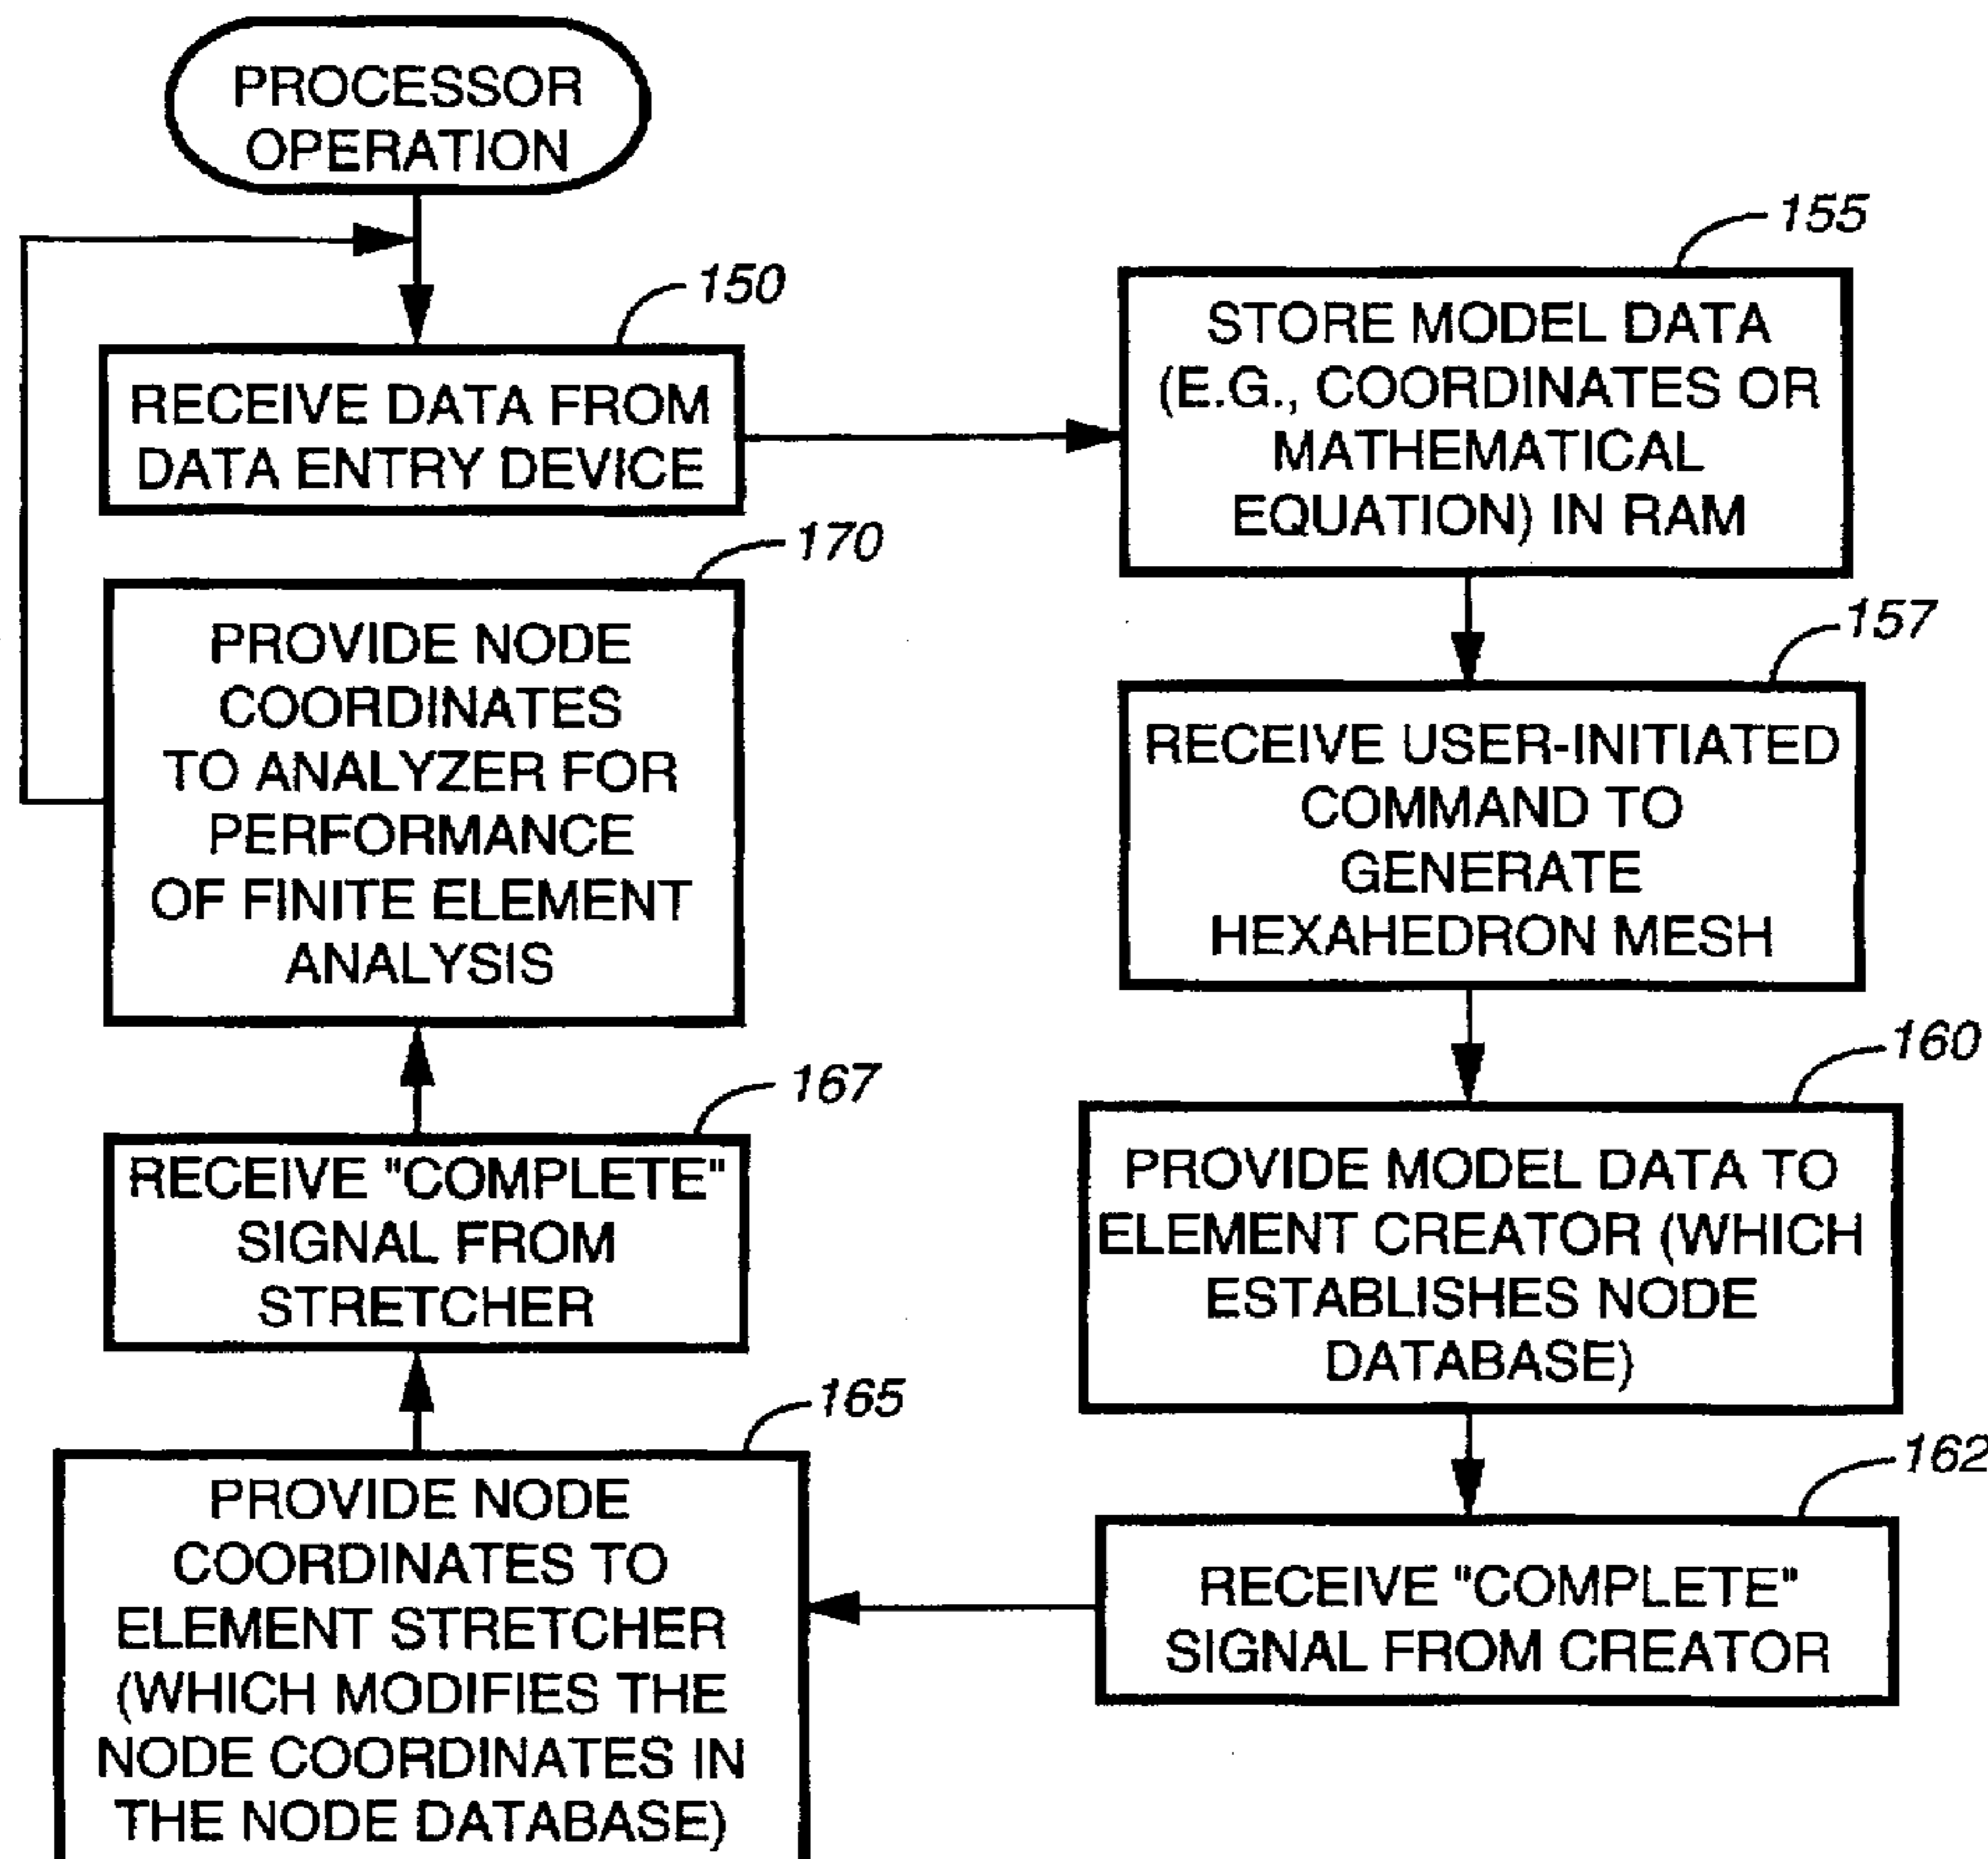 PROCESSOR
OPERATION
150
RECEIVE DATA FROM
DATA ENTRY DEVICE
155
STORE MODEL DATA
(E.G., COORDINATES OR
MATHEMATICAL
EQUATION) IN RAM
157
RECEIVE USER-INITIATED
COMMAND TO
GENERATE
HEXAHEDRON MESH
160
PROVIDE MODEL DATA TO
ELEMENT CREATOR (WHICH
ESTABLISHES NODE
DATABASE)
162
RECEIVE "COMPLETE"
SIGNAL FROM CREATOR
165
PROVIDE NODE
COORDINATES TO
ELEMENT STRETCHER
(WHICH MODIFIES THE
NODE COORDINATES IN
THE NODE DATABASE)
167
RECEIVE "COMPLETE"
SIGNAL FROM
STRETCHER
170
PROVIDE NODE
COORDINATES
TO ANALYZER FOR
PERFORMANCE
OF FINITE ELEMENT
ANALYSIS